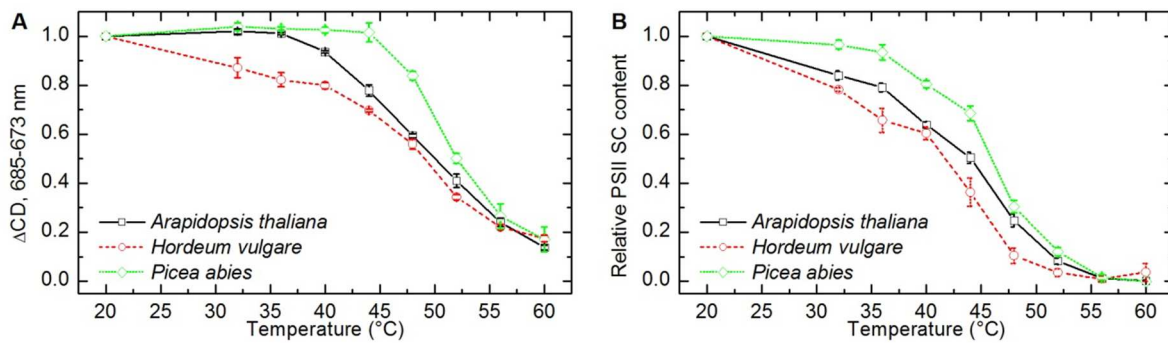 A
ΔCD, 685-673 nm
1.0
0.8
0.6
0.4
0.2
0.0
Arapidopsis thaliana
Hordeum vulgare
Picea abies
20 25 30 35 40 45 50 55 60
Temperature (°C)
B
Relative PSII SC content
1.0
0.8
0.6
0.4
0.2
0.0
Arapidopsis thaliana
Hordeum vulgare
Picea abies
20 25 30 35 40 45 50 55 60
Temperature (°C)